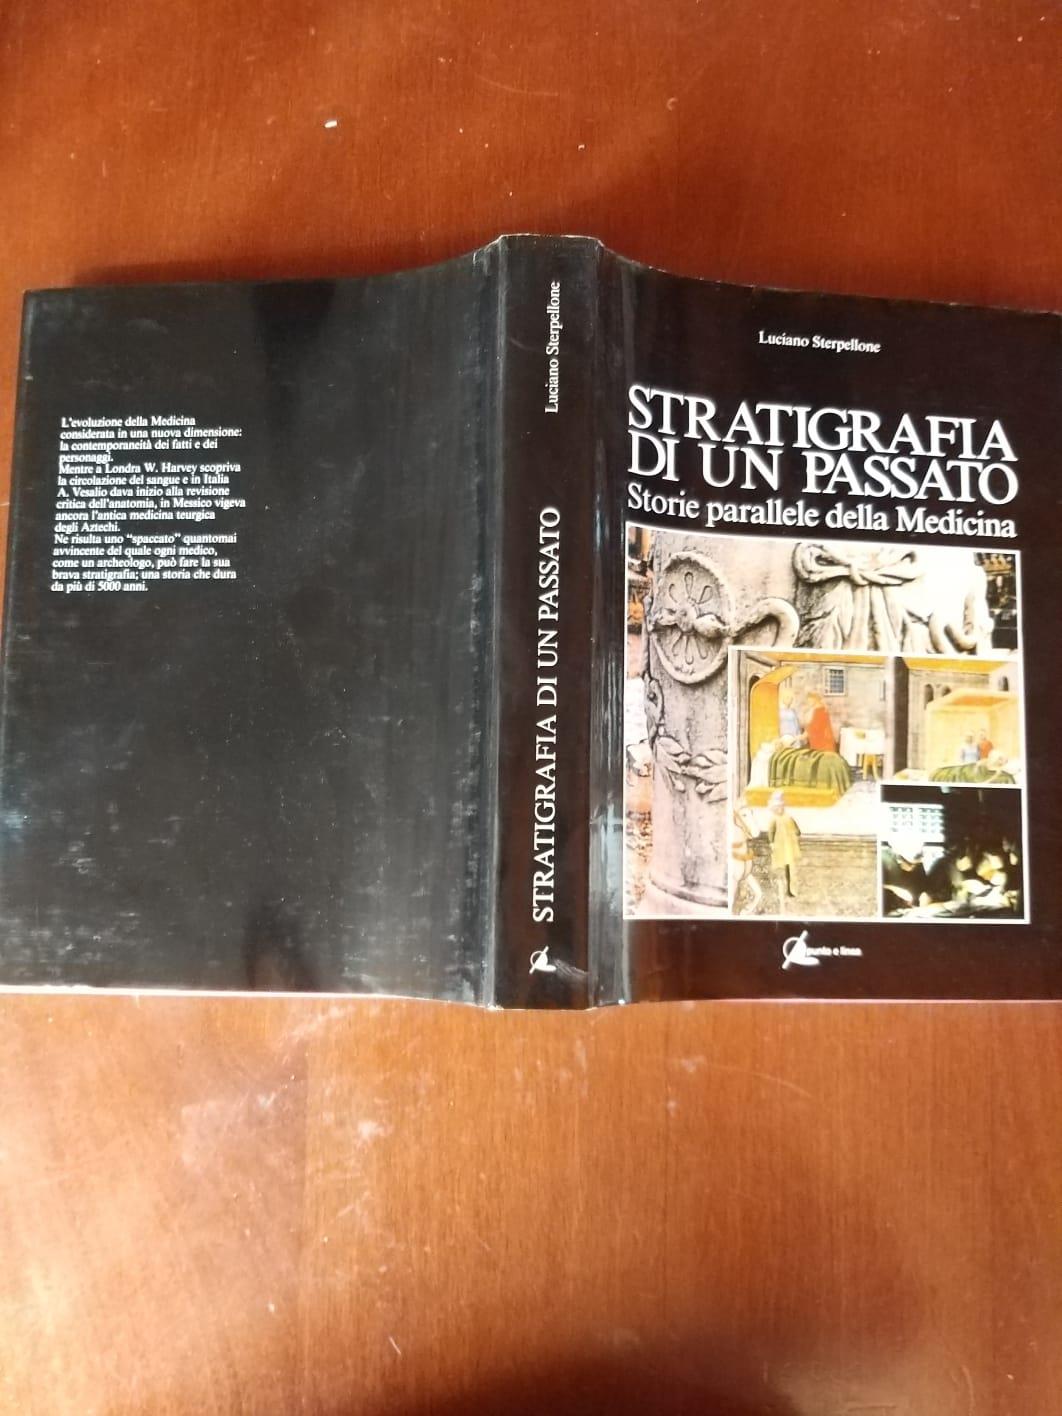 L'evoluzione della Medicina
considerata in una nuova dimensione:
la contemporaneità dei fatti e dei
personaggi.
Mentre a Londra W. Harvey scopriva
la circolazione del sangue e in Italia
A. Vesalio dava inizio alla revisione
critica dell'anatomia, in Messico vigeva
ancora l'antica medicina teurgica
degli Aztechi.
Ne risulta uno "spaccato" quantomai
avvincente del quale ogni medico,
come un archeologo, può fare la sua
brava stratigrafia; una storia che dura
da più di 5000 anni.
Luciano Sterpellone
STRATIGRAFIA DI UN PASSATO
Luciano Sterpellone
STRATIGRAFIA
DI UN PASSATO
Storie parallele della Medicina
punto e linea